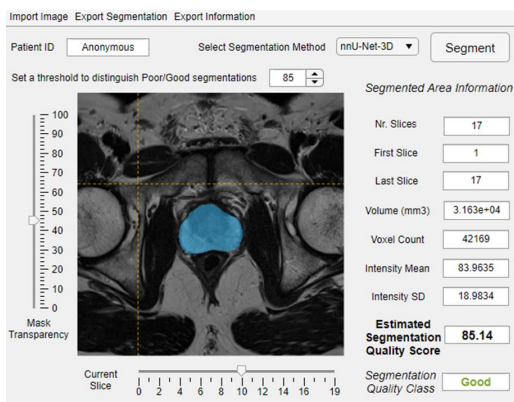 Import Image Export Segmentation Export Information
Patient ID Anonymous Select Segmentation Method nnU-Net-3D Segment
Set a threshold to distinguish Poor/Good segmentations 85
Segmented Area Information
Nr. Slices 17
First Slice 1
Last Slice 17
Volume (mm3) 3.163e+04
Voxel Count 42169
Intensity Mean 83.9635
Intensity SD 18.9834
Estimated
Segmentation
Quality Score 85.14
Segmentation
Quality Class Good
100
90
80
70
60
50
40
30
20
10
0
Mask
Transparency
Current
Slice
0 2 4 6 8 10 12 14 16 19